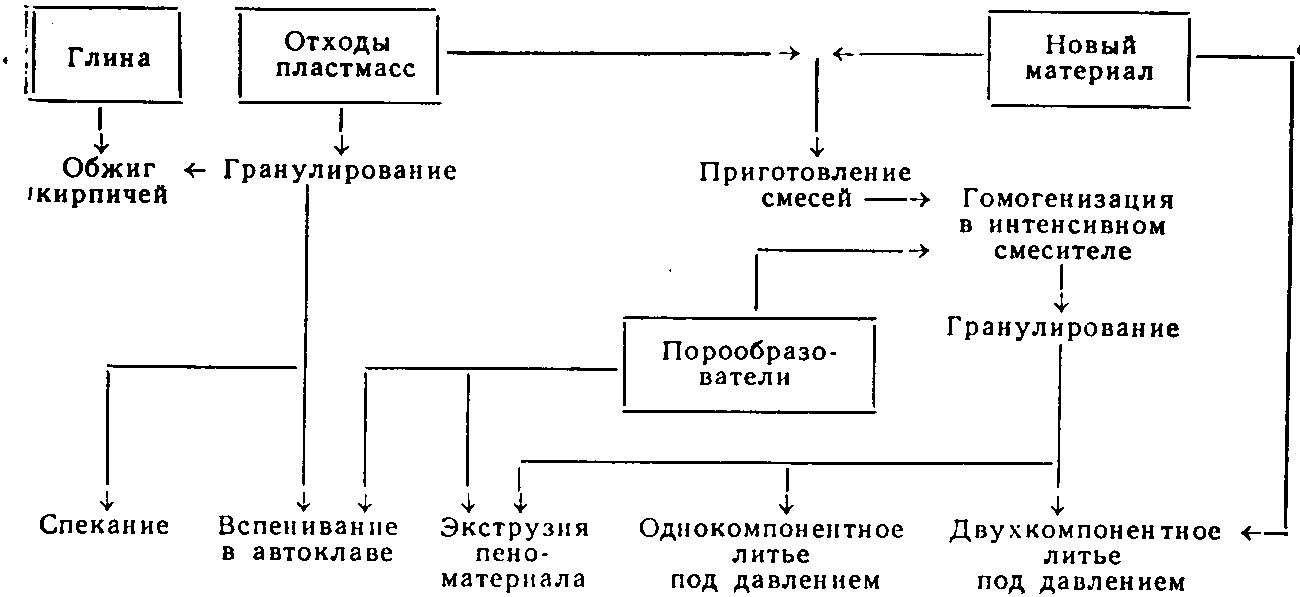 Глина
Отходы
пластмасс
Новый
материал
Обжиг
кирпичей
Гранулирование
Приготовление
смесей
Гомогенизация
в интенсивном
смесителе
Гранулирование
Порообразо-
ватели
Спекание
Вспенивание
в автоклаве
Экструзия
пено-
материала
Однокомпонентное
литье
под давлением
Двухкомпонентное
литье
под давлением